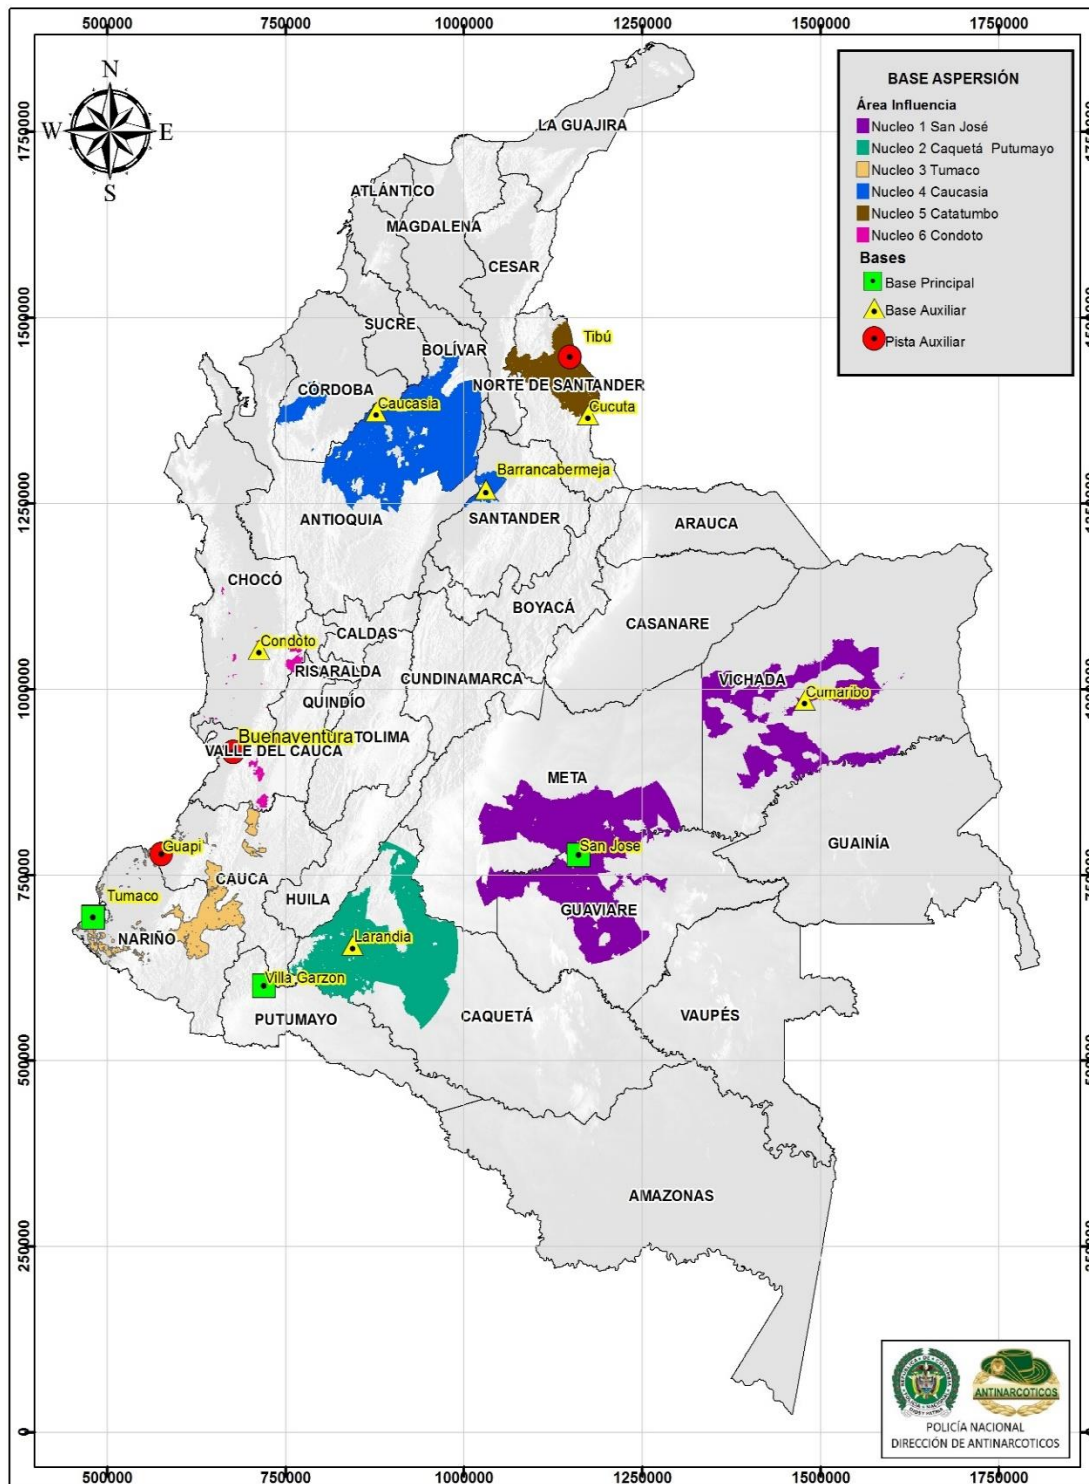 500000 750000 1000000 1250000 1500000 1750000
N
W E
S
BASE ASPERSIÓN
Área Influencia
Nucleo 1 San José
Nucleo 2 Caquetá Putumayo
Nucleo 3 Tumaco
Nucleo 4 Caucasia
Nucleo 5 Catatumbo
Nucleo 6 Condoto
Bases
Base Principal
Base Auxiliar
Pista Auxiliar
1750000
1500000
1250000
1000000
750000
500000
250000
0
LA GUAJIRA
ATLÁNTICO
MAGDALENA
CESAR
SUCRE
BOLÍVAR
Tibú
CÓRDOBA
NORTE DE SANTANDER
Caucasia
Cucuta
Barrancabermeja
ANTIOQUIA
SANTANDER
ARAUCA
CHOCÓ
BOYACÁ
CASANARE
CALDAS
Condoto
RISARALDA
CUNDINAMARCA
VICHADA
Cumaribo
QUINDÍO
Buenaventura
TOLIMA
VALLE DEL CAUCA
META
Guapi
San Jose
GUAINÍA
CAUCA
HUILA
Tumaco
GUAVIARE
NARIÑO
Larandia
Villa Garzon
PUTUMAYO
CAQUETÁ
VAUPÉS
AMAZONAS
ANTINARCOTICOS
POLICÍA NACIONAL
DIRECCIÓN DE ANTINARCOTICOS
500000 750000 1000000 1250000 1500000 1750000